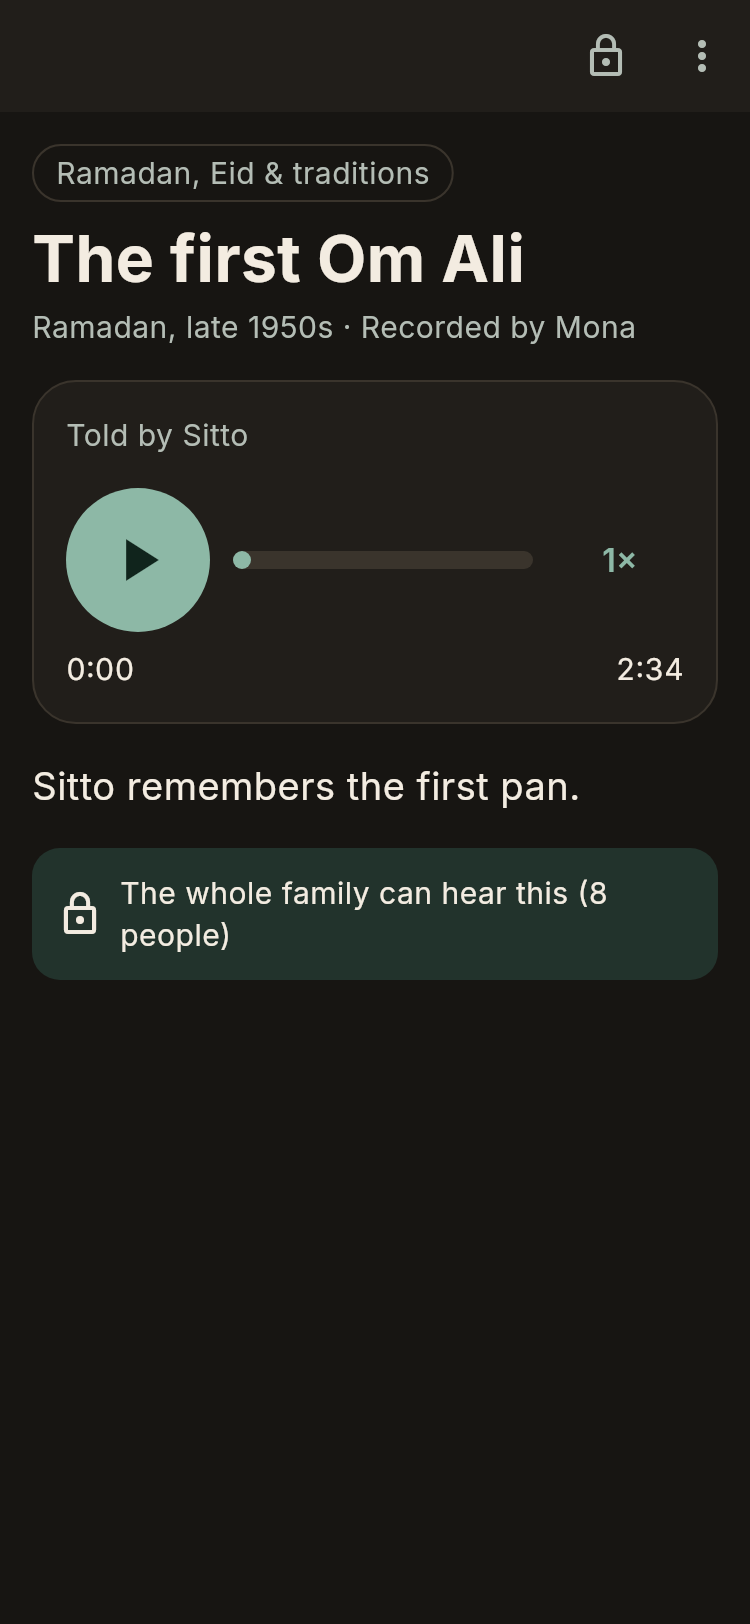 Ramadan, Eid & traditions
The first Om Ali
Ramadan, late 1950s · Recorded by Mona
Told by Sitto
1×
0:00
2:34
Sitto remembers the first pan.
The whole family can hear this (8
people)